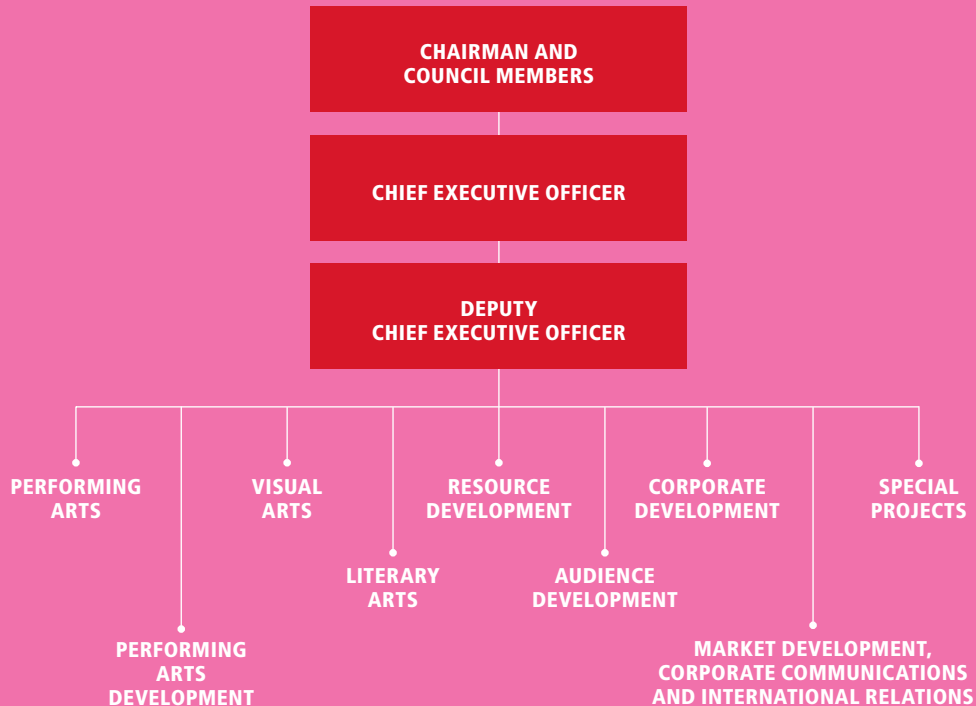 CHAIRMAN AND
COUNCIL MEMBERS
CHIEF EXECUTIVE OFFICER
DEPUTY
CHIEF EXECUTIVE OFFICER
PERFORMING
ARTS
VISUAL
ARTS
RESOURCE
DEVELOPMENT
CORPORATE
DEVELOPMENT
SPECIAL
PROJECTS
LITERARY
ARTS
AUDIENCE
DEVELOPMENT
PERFORMING
ARTS
DEVELOPMENT
MARKET DEVELOPMENT,
CORPORATE COMMUNICATIONS
AND INTERNATIONAL RELATIONS